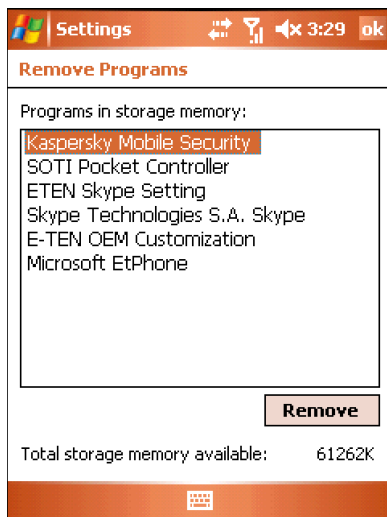 Settings 3:29 ok
Remove Programs
Programs in storage memory:
Kaspersky Mobile Security
SOTI Pocket Controller
ETEN Skype Setting
Skype Technologies S.A. Skype
E-TEN OEM Customization
Microsoft EtPhone
Remove
Total storage memory available: 61262K